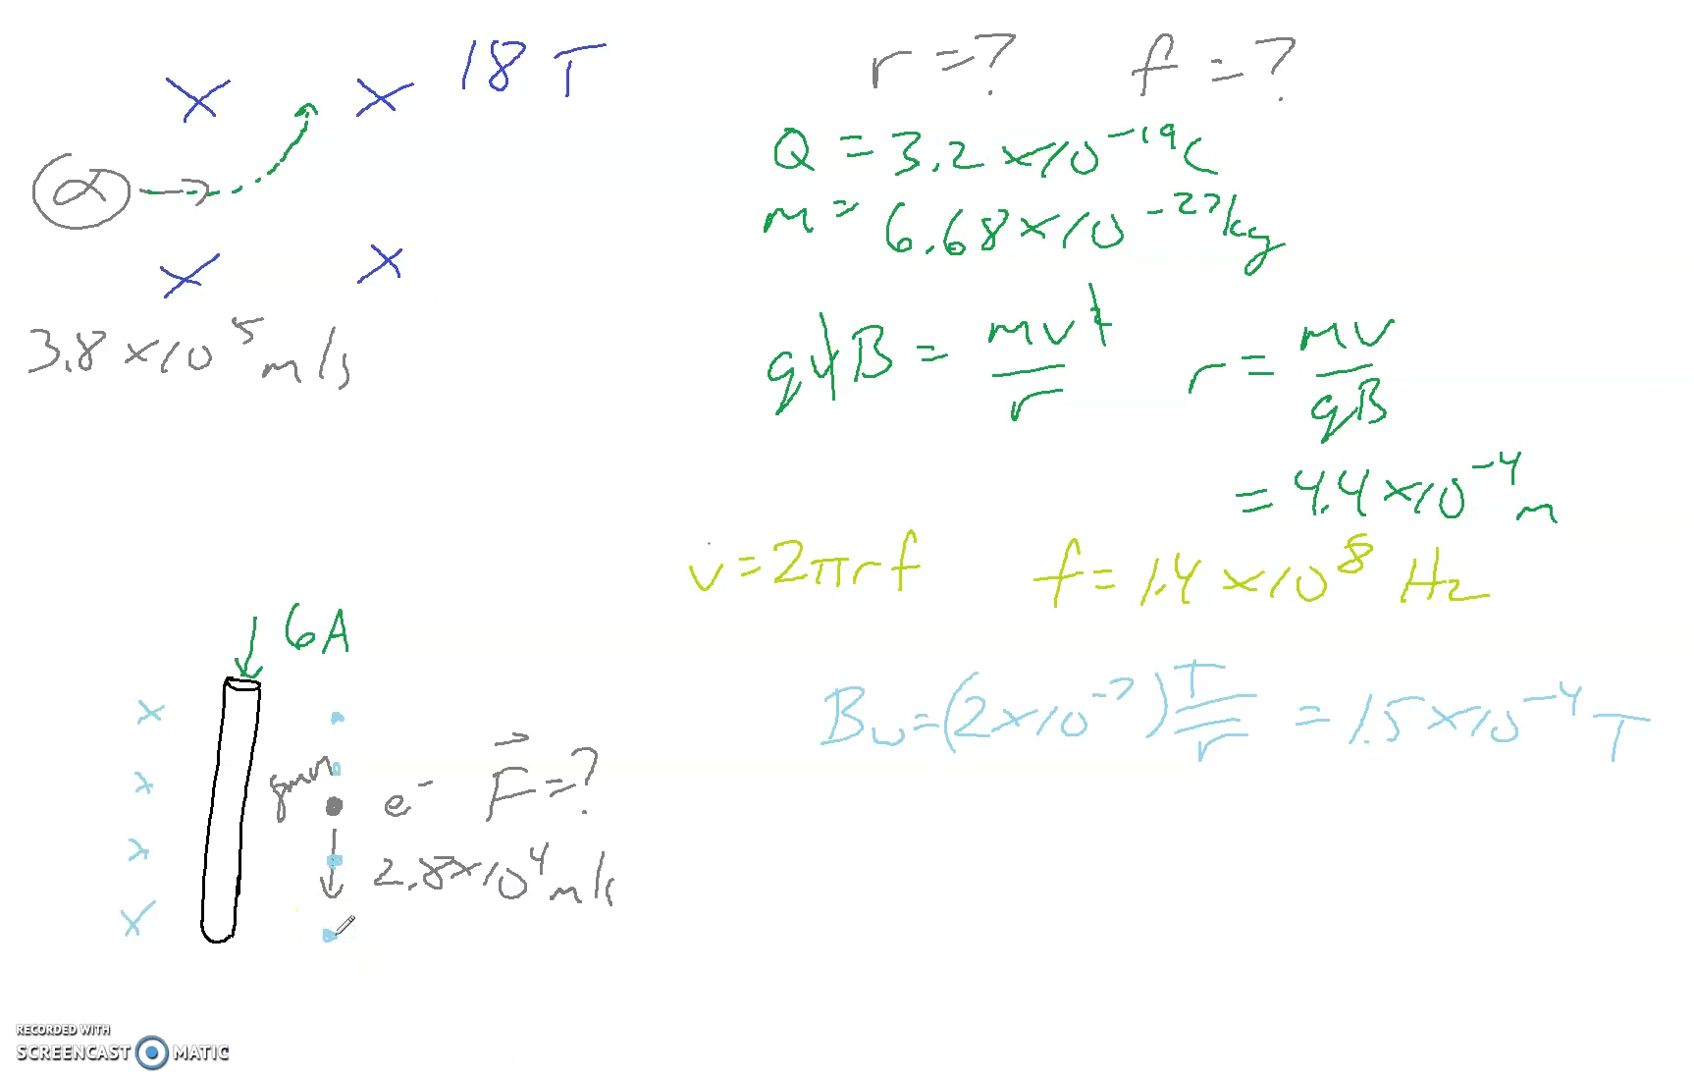 18 T
r = ? f = ?
Q = 3.2 × 10^-19 C
m = 6.68 × 10^-27 kg
α
3.8 × 10^5 m/s
qvB = mv²/r r = mv/qB
= 4.4 × 10^-4 m
v = 2πrf f = 1.4 × 10^8 Hz
6A
B_w = (2 × 10^-7) I/r = 1.5 × 10^-4 T
8mm e⁻ F⃗ = ?
2.8 × 10^4 m/s
RECORDED WITH
SCREENCAST MATIC